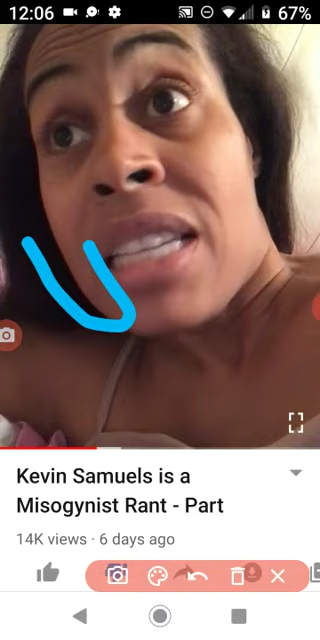 12:06
67%
Kevin Samuels is a
Misogynist Rant - Part
14K views · 6 days ago